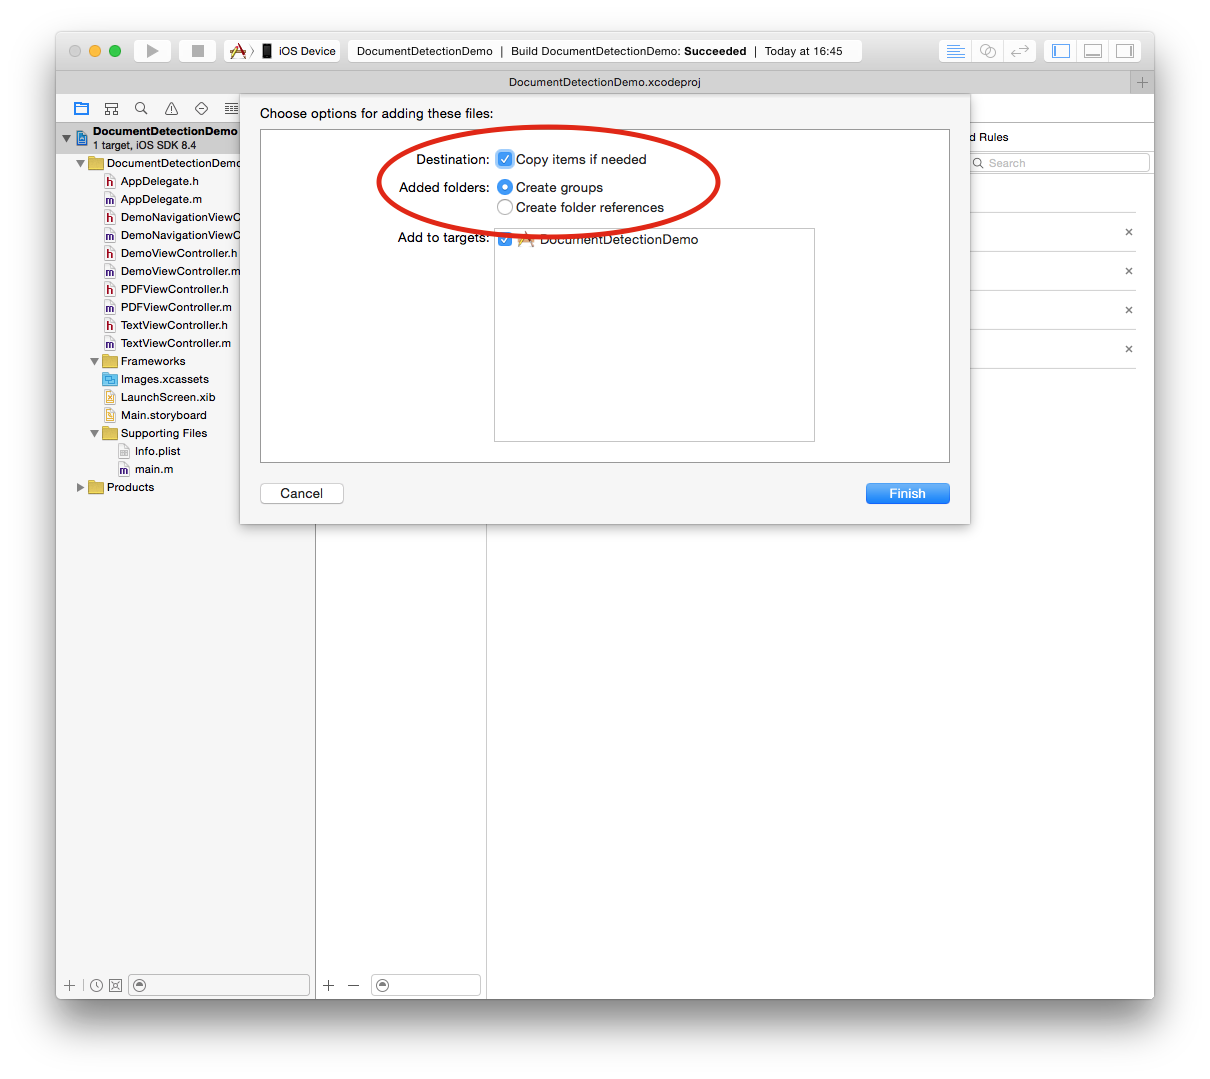 iOS Device
DocumentDetectionDemo | Build DocumentDetectionDemo: Succeeded | Today at 16:45
DocumentDetectionDemo.xcodeproj
DocumentDetectionDemo
1 target, iOS SDK 8.4
DocumentDetectionDemo
h AppDelegate.h
m AppDelegate.m
h DemoNavigationViewC
m DemoNavigationViewC
h DemoViewController.h
m DemoViewController.m
h PDFViewController.h
m PDFViewController.m
h TextViewController.h
m TextViewController.m
Frameworks
Images.xcassets
LaunchScreen.xib
Main.storyboard
Supporting Files
Info.plist
m main.m
Products
Choose options for adding these files:
Destination: Copy items if needed
Added folders: Create groups
Create folder references
Add to targets: DocumentDetectionDemo
Cancel
Finish
d Rules
Search